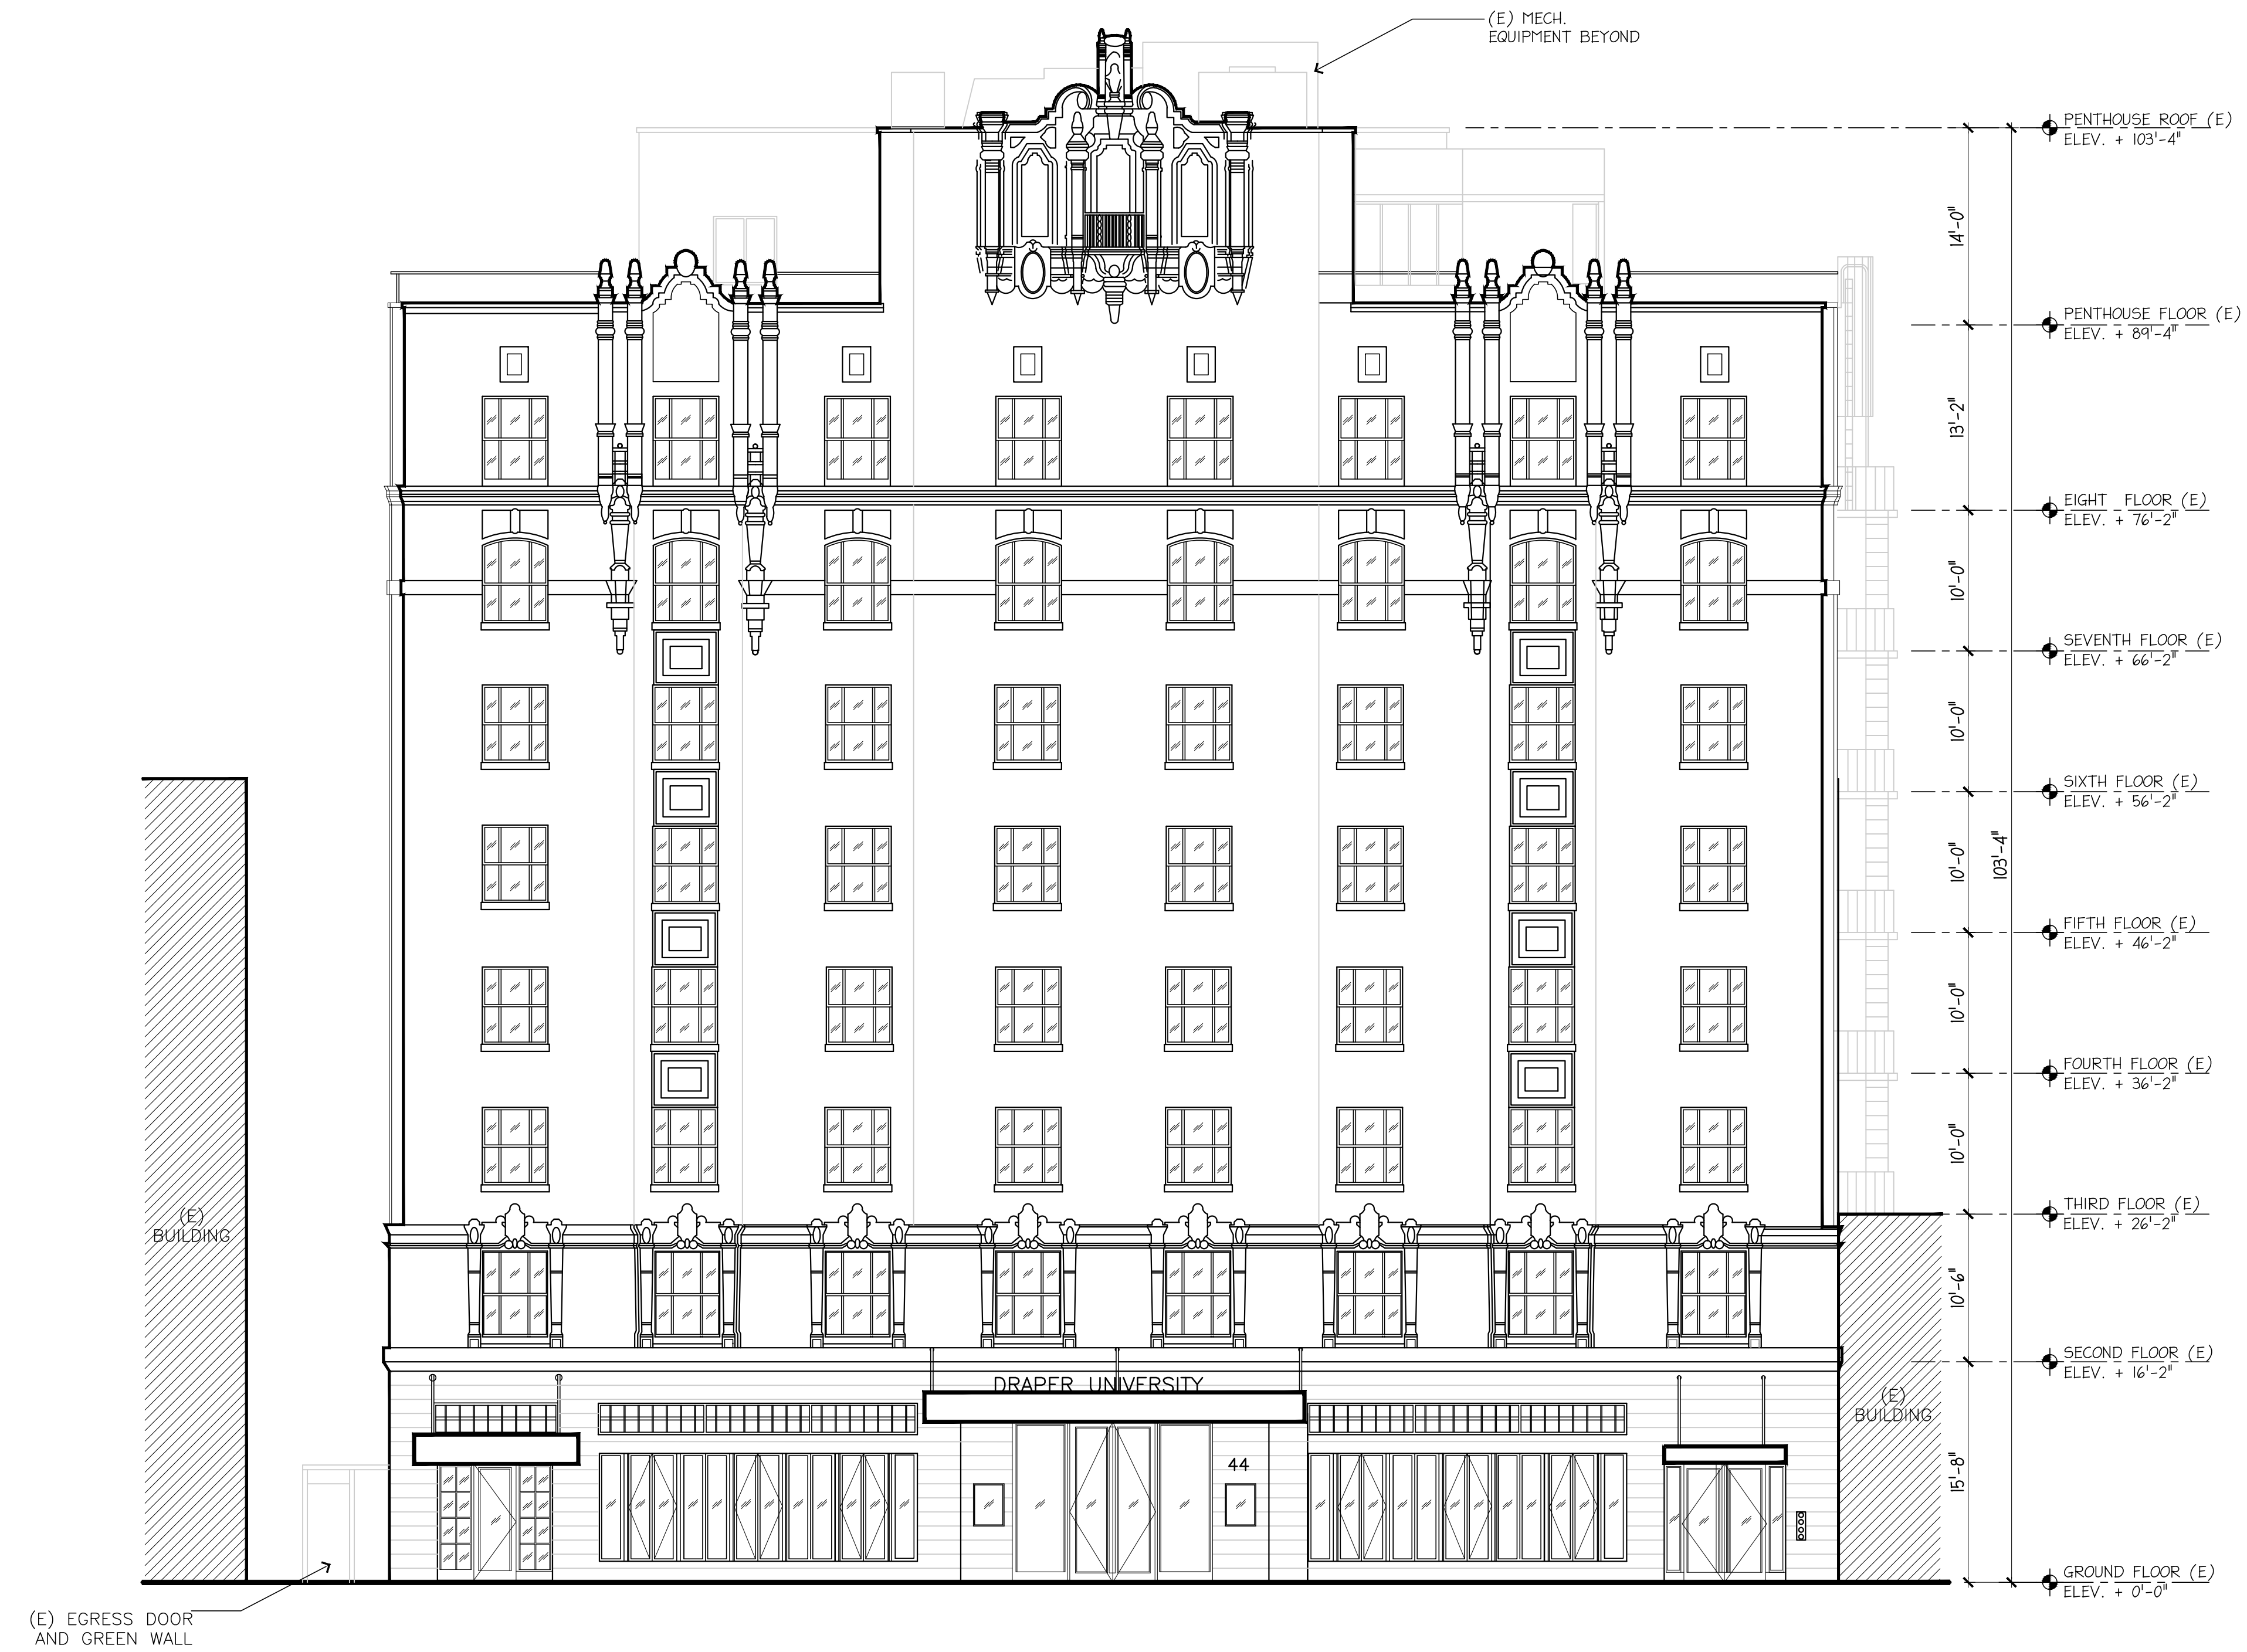 (E) MECH.
EQUIPMENT BEYOND
PENTHOUSE ROOF (E)
ELEV. + 103'-4"
14'-0"
PENTHOUSE FLOOR (E)
ELEV. + 89'-4"
13'-2"
EIGHT FLOOR (E)
ELEV. + 76'-2"
10'-0"
SEVENTH FLOOR (E)
ELEV. + 66'-2"
10'-0"
SIXTH FLOOR (E)
ELEV. + 56'-2"
10'-0"
103'-4"
FIFTH FLOOR (E)
ELEV. + 46'-2"
10'-0"
FOURTH FLOOR (E)
ELEV. + 36'-2"
10'-0"
THIRD FLOOR (E)
ELEV. + 26'-2"
(E)
BUILDING
10'-6"
SECOND FLOOR (E)
ELEV. + 16'-2"
DRAPER UNIVERSITY
(E)
BUILDING
44
15'-8"
GROUND FLOOR (E)
ELEV. + 0'-0"
(E) EGRESS DOOR
AND GREEN WALL